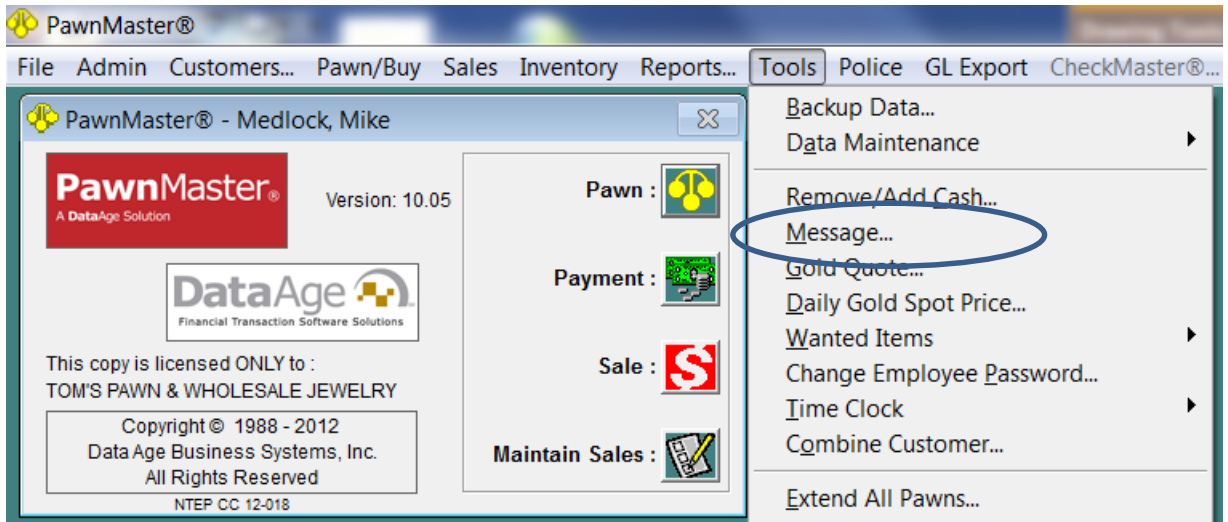 PawnMaster®
File Admin Customers... Pawn/Buy Sales Inventory Reports... Tools Police GL Export CheckMaster®...
PawnMaster® - Medlock, Mike
PawnMaster®
A DataAge Solution
Version: 10.05
DataAge
Financial Transaction Software Solutions
This copy is licensed ONLY to :
TOM'S PAWN & WHOLESALE JEWELRY
Copyright © 1988 - 2012
Data Age Business Systems, Inc.
All Rights Reserved
NTEP CC 12-018
Pawn :
Payment :
Sale :
Maintain Sales :
Backup Data...
Data Maintenance
Remove/Add Cash...
Message...
Gold Quote...
Daily Gold Spot Price...
Wanted Items
Change Employee Password...
Time Clock
Combine Customer...
Extend All Pawns...